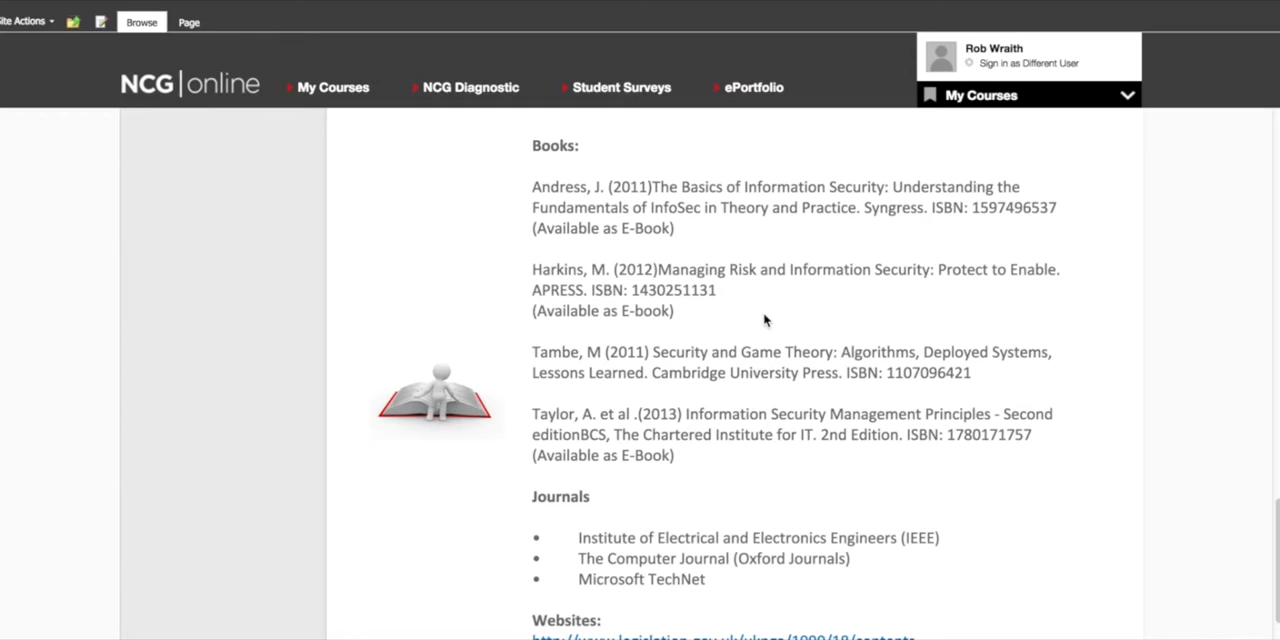 ite Actions
Browse
Page
Rob Wraith
Sign in as Different User
NCG|online
My Courses
NCG Diagnostic
Student Surveys
ePortfolio
My Courses
Books:
Andress, J. (2011)The Basics of Information Security: Understanding the
Fundamentals of InfoSec in Theory and Practice. Syngress. ISBN: 1597496537
(Available as E-Book)
Harkins, M. (2012)Managing Risk and Information Security: Protect to Enable.
APRESS. ISBN: 1430251131
(Available as E-book)
Tambe, M (2011) Security and Game Theory: Algorithms, Deployed Systems,
Lessons Learned. Cambridge University Press. ISBN: 1107096421
Taylor, A. et al .(2013) Information Security Management Principles - Second
editionBCS, The Chartered Institute for IT. 2nd Edition. ISBN: 1780171757
(Available as E-Book)
Journals
• Institute of Electrical and Electronics Engineers (IEEE)
• The Computer Journal (Oxford Journals)
• Microsoft TechNet
Websites: